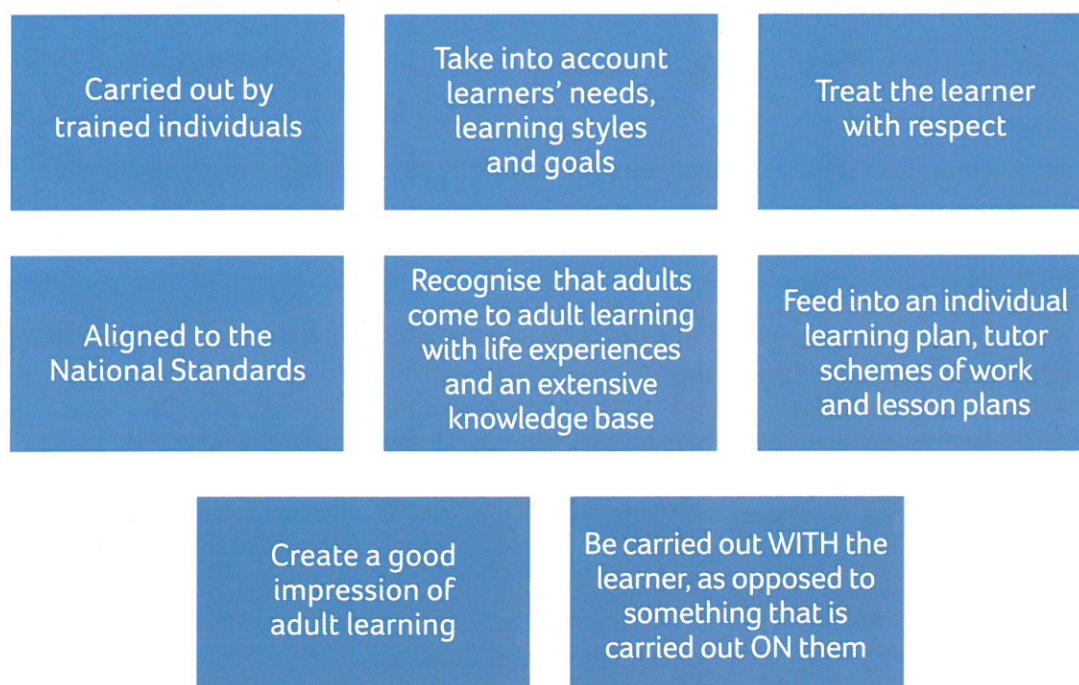 Carried out by
trained individuals
Take into account
learners' needs,
learning styles
and goals
Treat the learner
with respect
Aligned to the
National Standards
Recognise that adults
come to adult learning
with life experiences
and an extensive
knowledge base
Feed into an individual
learning plan, tutor
schemes of work
and lesson plans
Create a good
impression of
adult learning
Be carried out WITH the
learner, as opposed to
something that is
carried out ON them